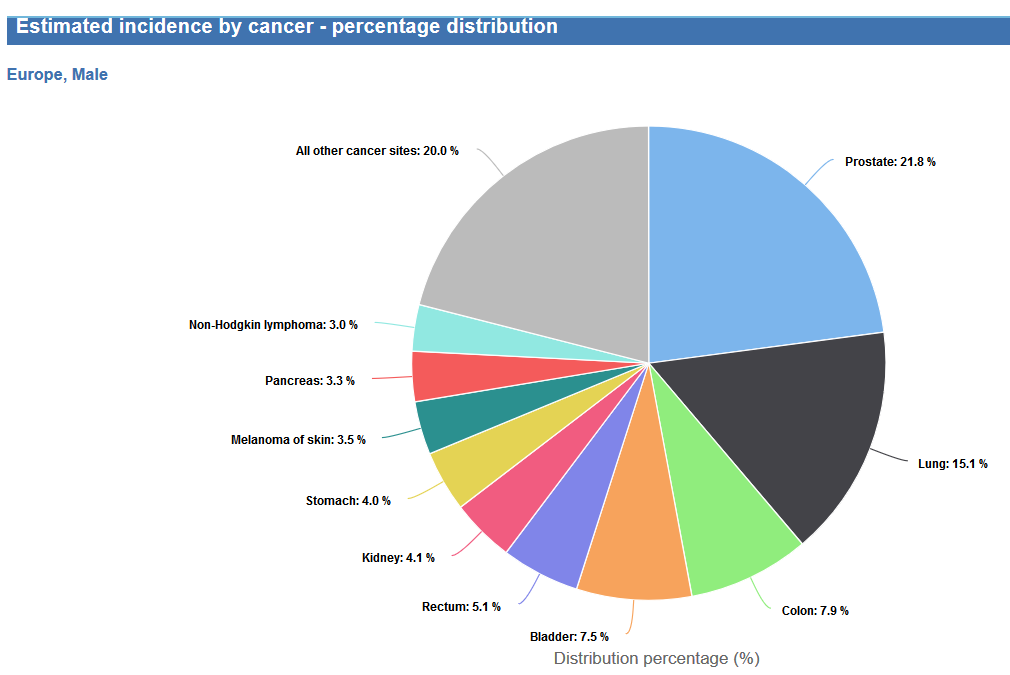 Estimated incidence by cancer - percentage distribution
Europe, Male
All other cancer sites: 20.0 %
Prostate: 21.8 %
Non-Hodgkin lymphoma: 3.0 %
Pancreas: 3.3 %
Melanoma of skin: 3.5 %
Lung: 15.1 %
Stomach: 4.0 %
Kidney: 4.1 %
Rectum: 5.1 %
Colon: 7.9 %
Bladder: 7.5 %
Distribution percentage (%)